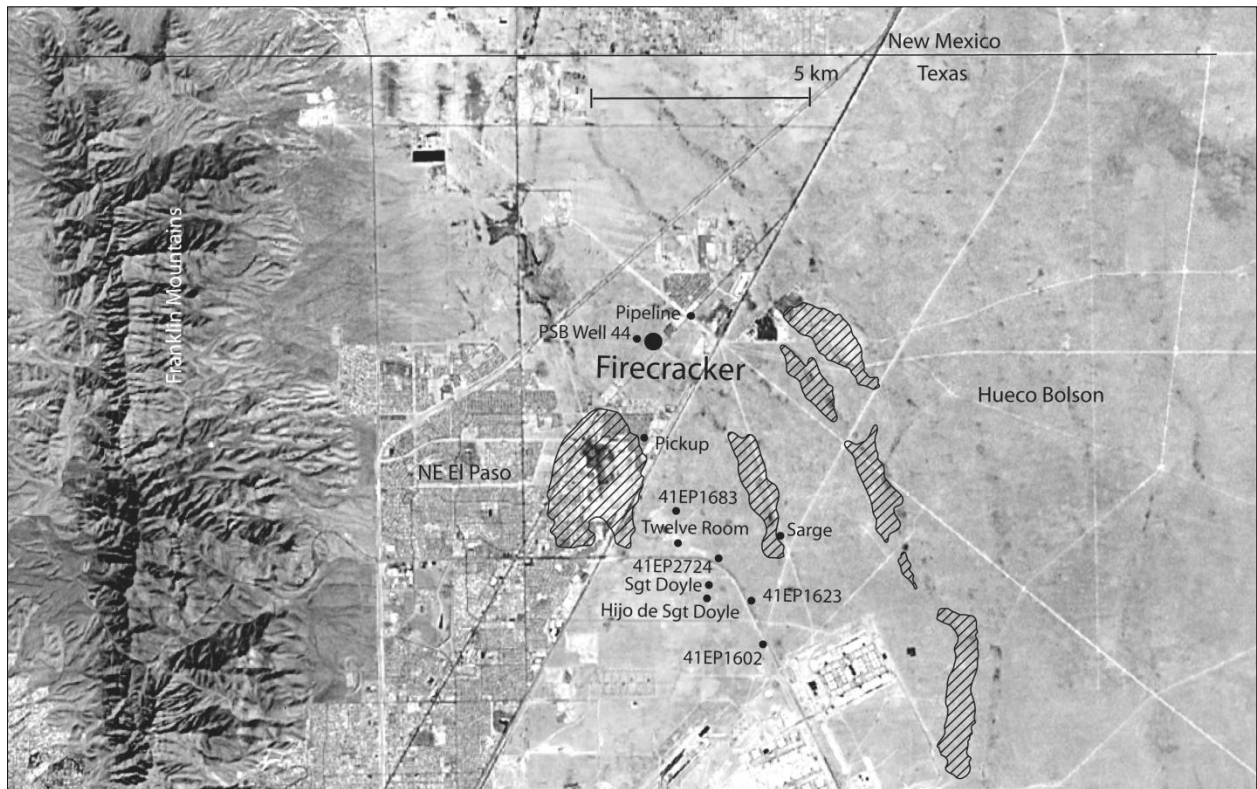 New Mexico
Texas
5 km
Franklin Mountains
Pipeline
PSB Well 44
Firecracker
Hueco Bolson
Pickup
NE El Paso
41EP1683
Twelve Room
Sarge
41EP2724
Sgt Doyle
41EP1623
Hijo de Sgt Doyle
41EP1602